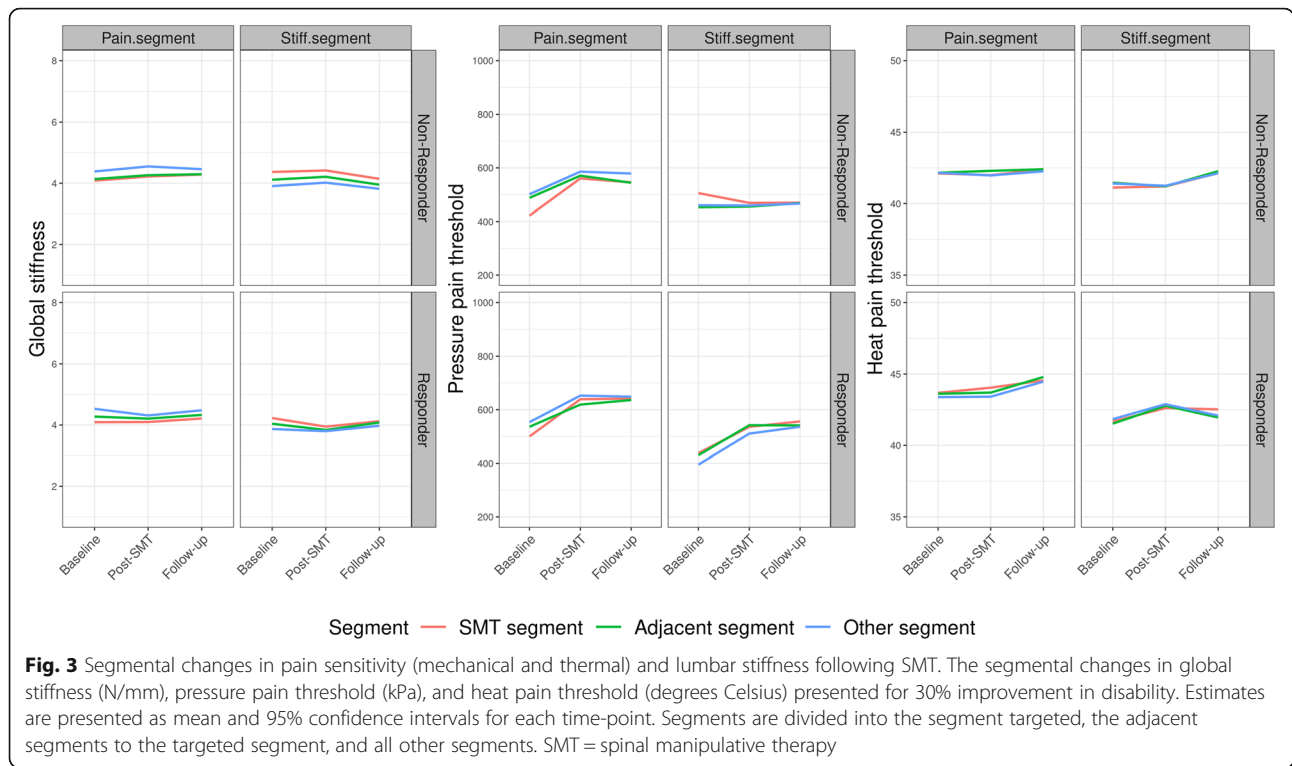 Pain.segment Stiff.segment Pain.segment Stiff.segment Pain.segment Stiff.segment
Global stiffness
8
6
4
2
8
6
4
2
Non-Responder
Responder
Baseline Post-SMT Follow-up Baseline Post-SMT Follow-up
Pressure pain threshold
1000
800
600
400
200
1000
800
600
400
200
Non-Responder
Responder
Baseline Post-SMT Follow-up Baseline Post-SMT Follow-up
Heat pain threshold
50
45
40
35
50
45
40
35
Non-Responder
Responder
Baseline Post-SMT Follow-up Baseline Post-SMT Follow-up
Segment SMT segment Adjacent segment Other segment
Fig. 3 Segmental changes in pain sensitivity (mechanical and thermal) and lumbar stiffness following SMT. The segmental changes in global
stiffness (N/mm), pressure pain threshold (kPa), and heat pain threshold (degrees Celsius) presented for 30% improvement in disability. Estimates
are presented as mean and 95% confidence intervals for each time-point. Segments are divided into the segment targeted, the adjacent
segments to the targeted segment, and all other segments. SMT = spinal manipulative therapy